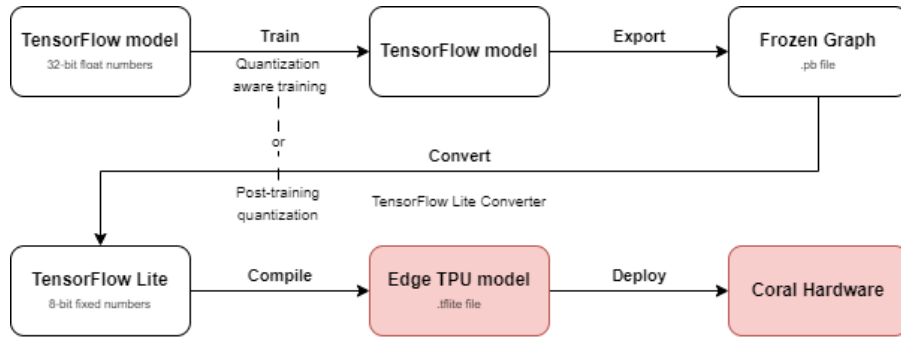 TensorFlow model
32-bit float numbers
Train
Quantization
aware training
or
Post-training
quantization
TensorFlow model
Export
Frozen Graph
.pb file
Convert
TensorFlow Lite Converter
TensorFlow Lite
8-bit fixed numbers
Compile
Edge TPU model
.tflite file
Deploy
Coral Hardware